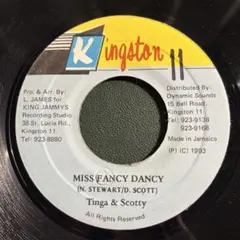 Kingston 11
Pro. & Arr. By:
L. JAMES for
KING JAMMYS
Recording Studio
38 St. Lucia Rd.,
Kingston 11.
Tel: 923-8880
Distributed By:
Dynamic Sounds
15 Bell Road,
Kingston 11
Tel: 923-9138
923-9168
Made in Jamaica
(P) (C) 1993
MISS FANCY DANCY
(N. STEWART/D. SCOTT)
Tinga & Scotty
All Rights Reserved